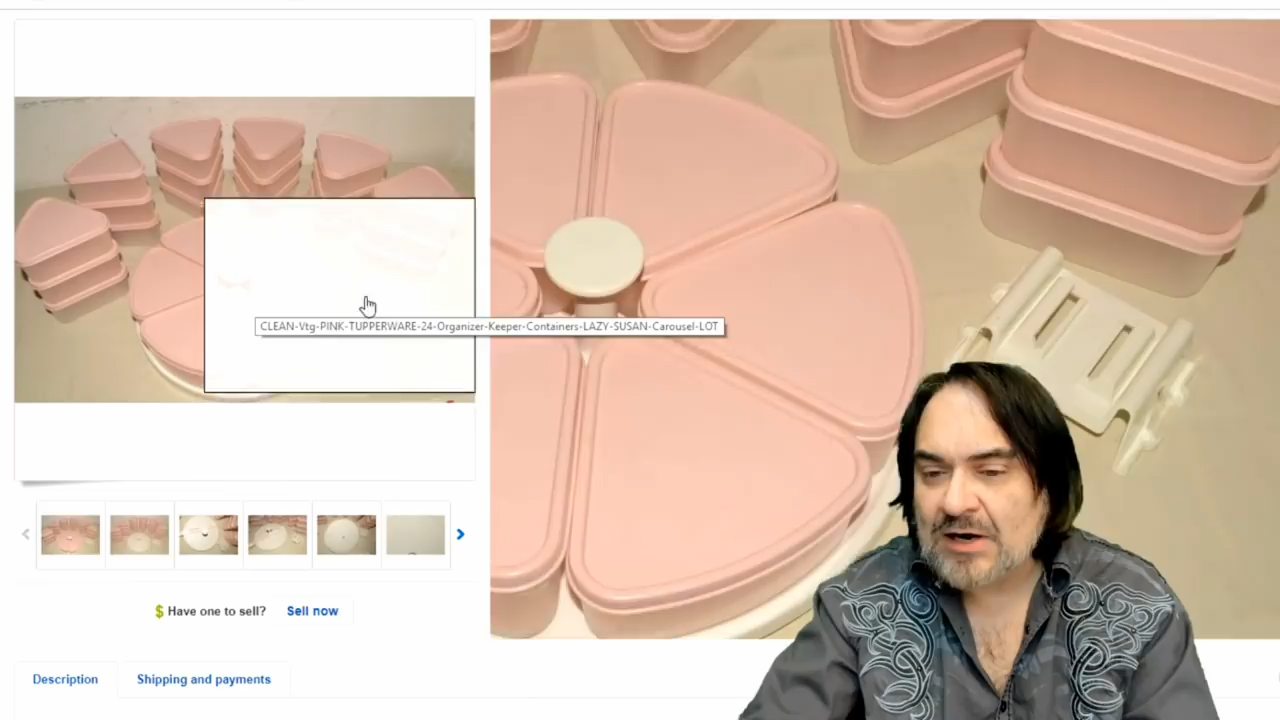 CLEAN-Vtg-PINK-TUPPERWARE-24-Organizer-Keeper-Containers-LAZY-SUSAN-Carousel-LOT
$ Have one to sell? Sell now
Description
Shipping and payments